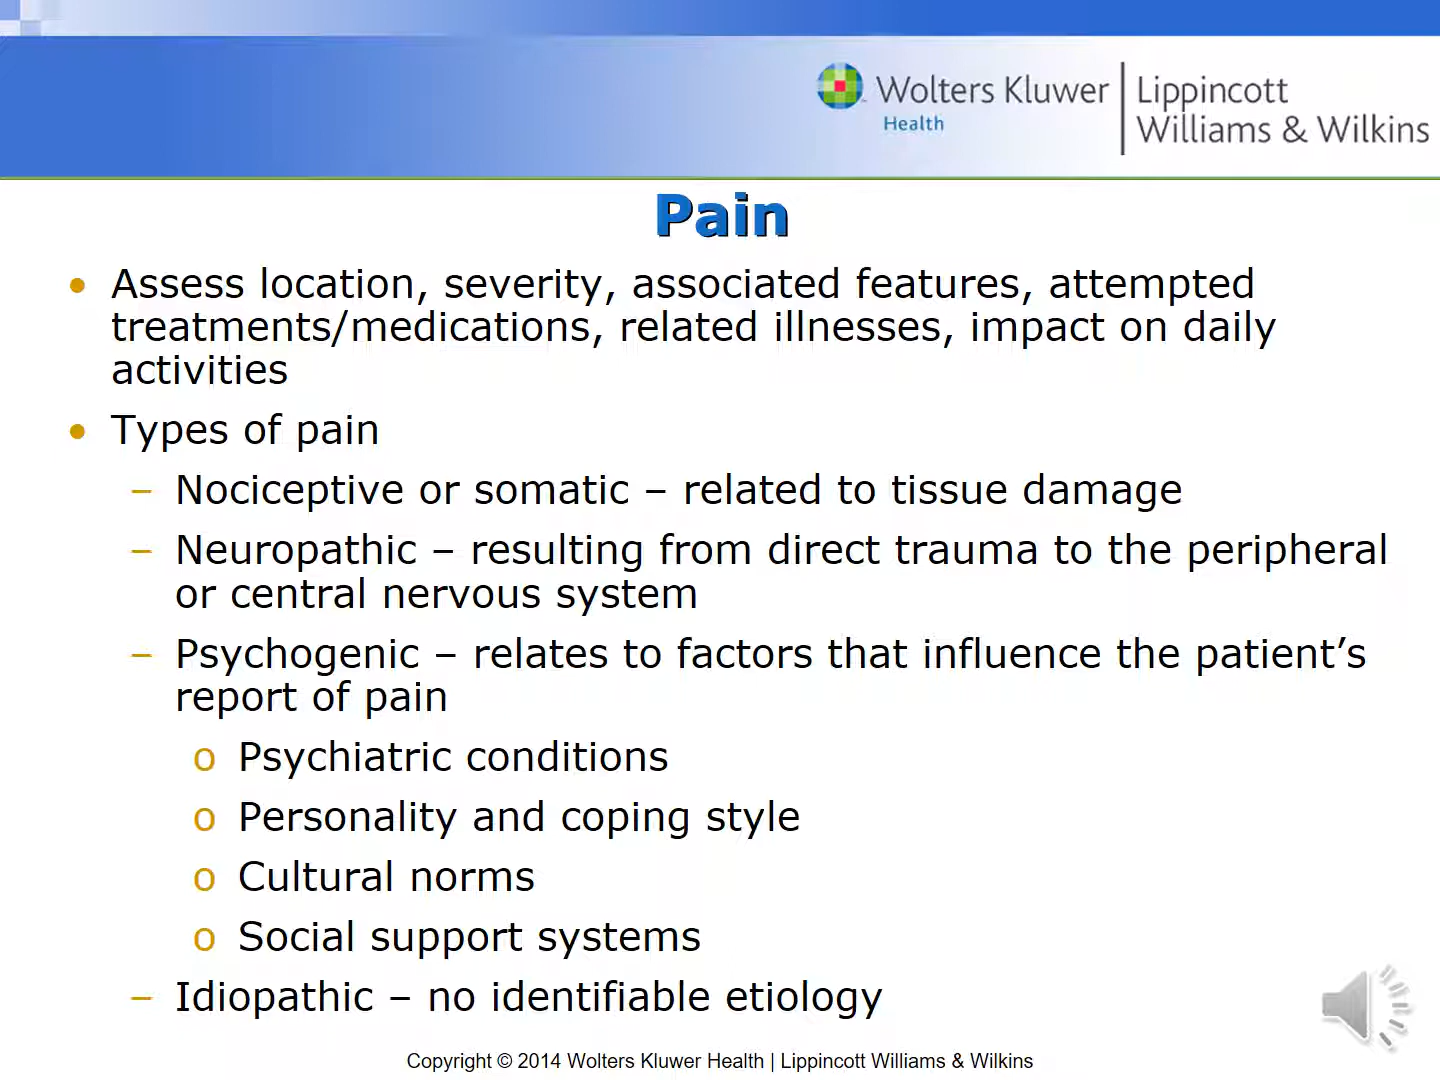 Wolters Kluwer
Health
Lippincott
Williams & Wilkins
Pain
• Assess location, severity, associated features, attempted
treatments/medications, related illnesses, impact on daily
activities
• Types of pain
– Nociceptive or somatic – related to tissue damage
– Neuropathic – resulting from direct trauma to the peripheral
or central nervous system
– Psychogenic – relates to factors that influence the patient’s
report of pain
o Psychiatric conditions
o Personality and coping style
o Cultural norms
o Social support systems
– Idiopathic – no identifiable etiology
Copyright © 2014 Wolters Kluwer Health | Lippincott Williams & Wilkins